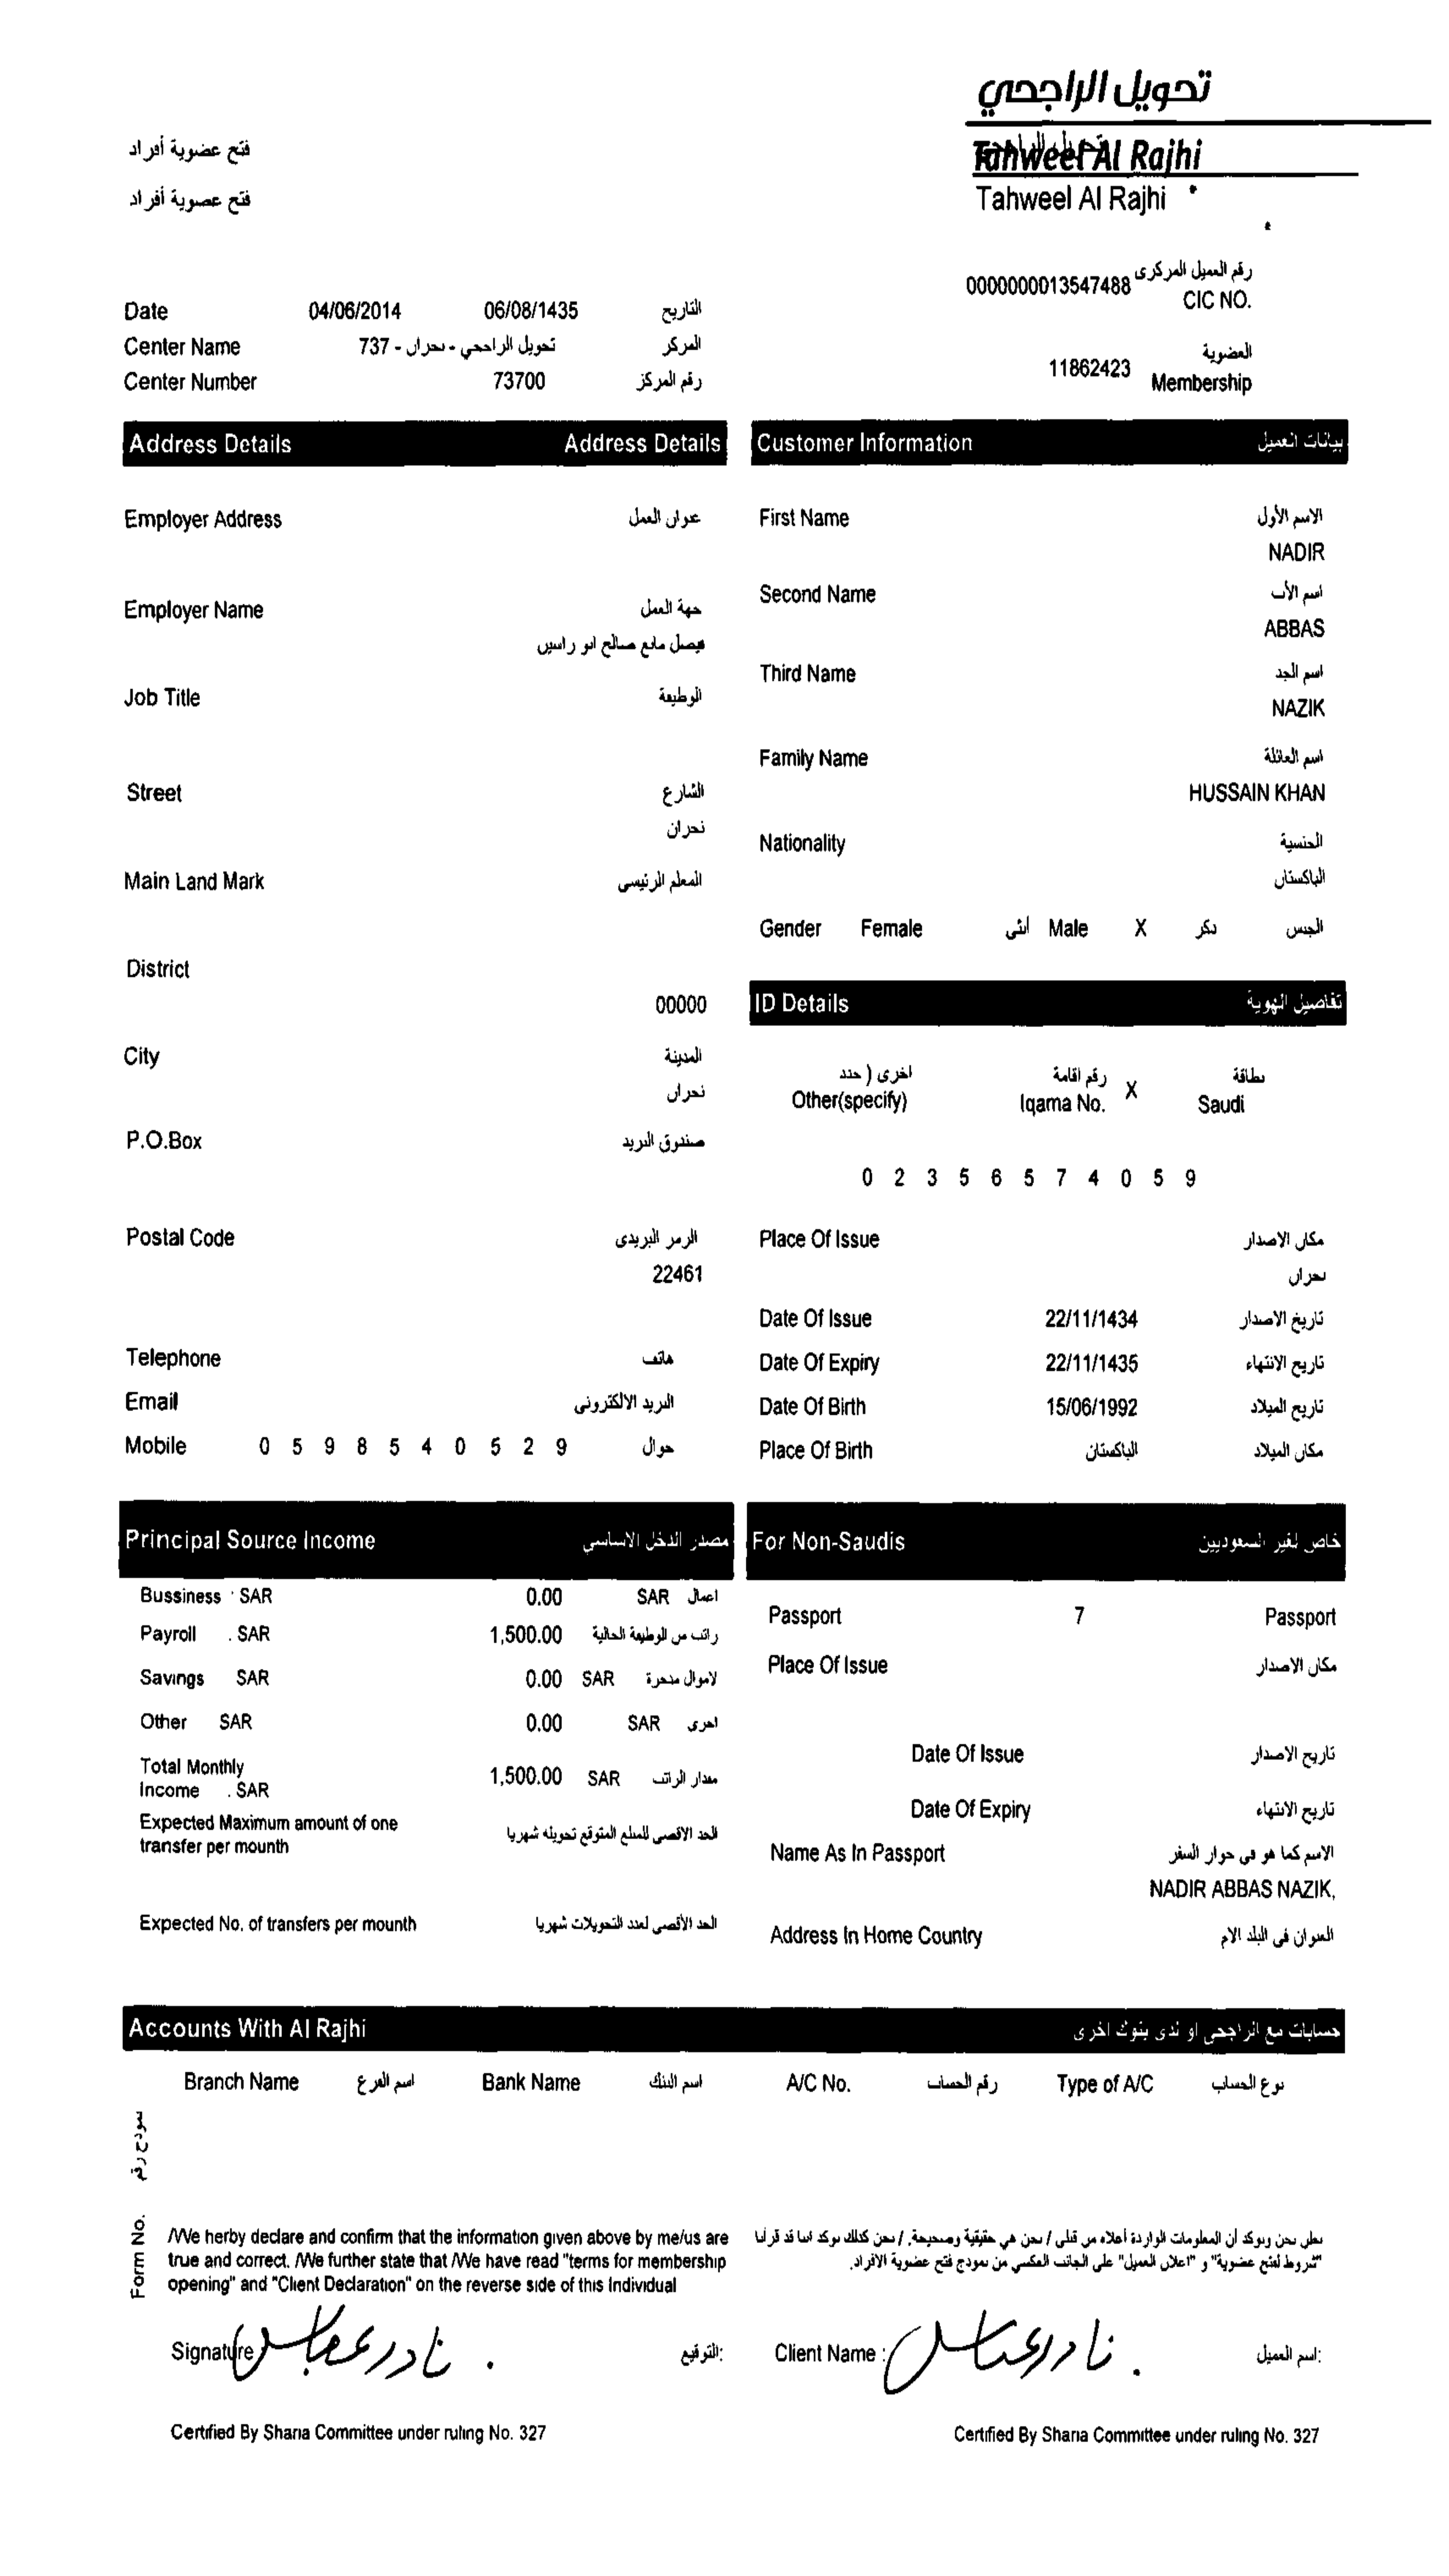 تحويل الراجحي
Tahweel Al Rajhi
Tahweel Al Rajhi
فتح عضوية أفراد
فتح عضوية أفراد
0000000013547488 رقم العميل المركزى
CIC NO.
Date 04/06/2014 06/08/1435 التاريخ
Center Name تحويل الراجحي - نجران - 737 المركز
Center Number 73700 رقم المركز
العضوية
11862423 Membership
Address Details Address Details
Employer Address عنوان العمل
Employer Name جهة العمل
فيصل مانع صالح ابو راسين
Job Title الوظيفة
Street الشارع
نجران
Main Land Mark المعلم الرئيسى
District
00000
City المدينة
نجران
P.O.Box صندوق البريد
Postal Code الرمز البريدى
22461
Telephone هاتف
Email البريد الالكترونى
Mobile 0 5 9 8 5 4 0 5 2 9 جوال
Customer Information بيانات العميل
First Name الاسم الأول
NADIR
Second Name اسم الأب
ABBAS
Third Name اسم الجد
NAZIK
Family Name اسم العائلة
HUSSAIN KHAN
Nationality الجنسية
الباكستان
Gender Female أنثى Male X ذكر الجنس
ID Details تفاصيل الهوية
اخرى ( حدد رقم اقامة بطاقة
Other(specify) Iqama No. X Saudi
0 2 3 5 6 5 7 4 0 5 9
Place Of Issue مكان الاصدار
نجران
Date Of Issue 22/11/1434 تاريخ الاصدار
Date Of Expiry 22/11/1435 تاريخ الانتهاء
Date Of Birth 15/06/1992 تاريخ الميلاد
Place Of Birth الباكستان مكان الميلاد
Principal Source Income مصدر الدخل الاساسي
Bussiness SAR 0.00 SAR اعمال
Payroll . SAR 1,500.00 راتب من الوظيفة الحالية
Savings SAR 0.00 SAR لاموال مدخرة
Other SAR 0.00 SAR اخرى
Total Monthly
Income . SAR 1,500.00 SAR مقدار الراتب
Expected Maximum amount of one
transfer per mounth الحد الاقصى للمبلغ المتوقع تحويله شهريا
Expected No. of transfers per mounth الحد الأقصى لعدد التحويلات شهريا
For Non-Saudis خاص لغير السعوديين
Passport 7 Passport
Place Of Issue مكان الاصدار
Date Of Issue تاريخ الاصدار
Date Of Expiry تاريخ الانتهاء
Name As In Passport الاسم كما هو في جواز السفر
NADIR ABBAS NAZIK,
Address In Home Country العنوان فى البلد الام
Accounts With Al Rajhi حسابات مع الراجحى او لدى بنوك اخرى
Branch Name اسم الفرع Bank Name اسم البنك A/C No. رقم الحساب Type of A/C نوع الحساب
Form No. نموذج رقم
/We herby declare and confirm that the information given above by me/us are
true and correct. /We further state that /We have read "terms for membership
opening" and "Client Declaration" on the reverse side of this Individual
نحن ونؤكد أن المعلومات الواردة أعلاه من قبلى / نحن هي حقيقية وصحيحة. / نحن كذلك نؤكد اننا قد قرأنا
"شروط لفتح عضوية" و "اعلان العميل" على الجانب العكسي من نموذج فتح عضوية الافراد.
Signature نادر عباس التوقيع:
Client Name : نادر عباس اسم العميل:
Certified By Sharia Committee under ruling No. 327
Certified By Sharia Committee under ruling No. 327